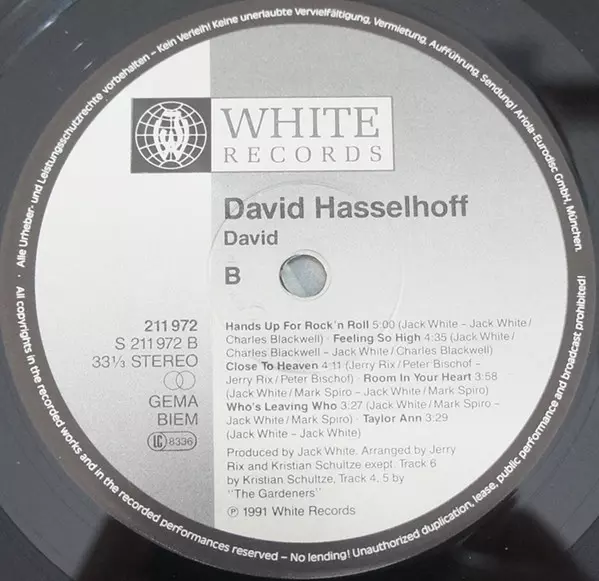 Alle Urheber- und Leistungsschutzrechte vorbehalten – Kein Verleih! Keine unerlaubte Vervielfältigung, Vermietung, Aufführung, Sendung! Ariola-Eurodisc GmbH, München.
WHITE
RECORDS
David Hasselhoff
David
B
211 972
S 211 972 B
33⅓ STEREO
GEMA
BIEM
LC 8336
Hands Up For Rock'n Roll 5:00 (Jack White – Jack White/
Charles Blackwell) · Feeling So High 4:35 (Jack White/
Charles Blackwell – Jack White/Charles Blackwell)
Close To Heaven 4:11 (Jerry Rix/Peter Bischof –
Jerry Rix/Peter Bischof) · Room In Your Heart 3:58
(Jack White/Mark Spiro – Jack White/Mark Spiro)
Who's Leaving Who 3:27 (Jack White/Mark Spiro –
Jack White/Mark Spiro) · Taylor Ann 3:29
(Jack White – Jack White)
Produced by Jack White. Arranged by Jerry
Rix and Kristian Schultze exept. Track 6
by Kristian Schultze, Track 4, 5 by
"The Gardeners"
℗ 1991 White Records
All copyrights in the recorded works and in the recorded performances reserved – No lending! Unauthorized duplication, lease, public performance and broadcast prohibited!